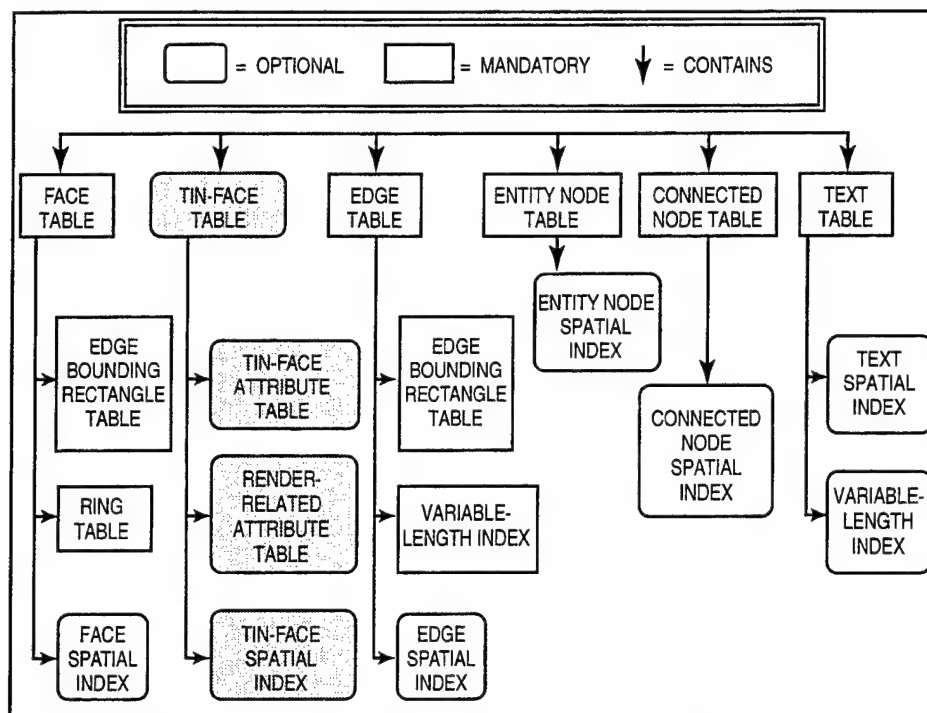 = OPTIONAL
= MANDATORY
= CONTAINS
FACE
TABLE
TIN-FACE
TABLE
EDGE
TABLE
ENTITY NODE
TABLE
CONNECTED
NODE TABLE
TEXT
TABLE
EDGE
BOUNDING
RECTANGLE
TABLE
RING
TABLE
FACE
SPATIAL
INDEX
TIN-FACE
ATTRIBUTE
TABLE
RENDER-
RELATED
ATTRIBUTE
TABLE
TIN-FACE
SPATIAL
INDEX
EDGE
BOUNDING
RECTANGLE
TABLE
VARIABLE-
LENGTH INDEX
EDGE
SPATIAL
INDEX
ENTITY NODE
SPATIAL
INDEX
CONNECTED
NODE
SPATIAL
INDEX
TEXT
SPATIAL
INDEX
VARIABLE-
LENGTH
INDEX